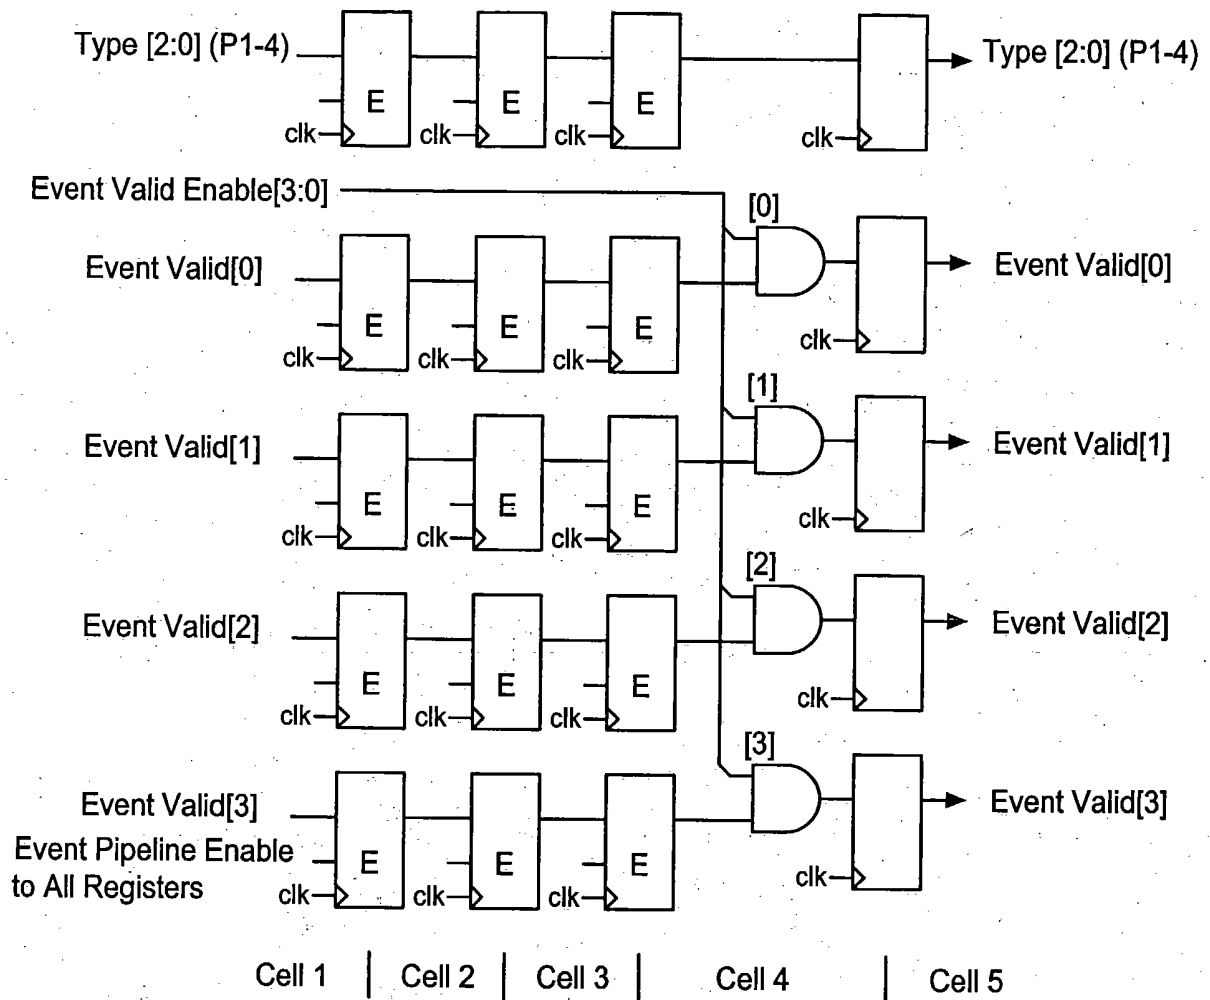 Type [2:0] (P1-4)
E
E
E
Type [2:0] (P1-4)
clk
clk
clk
clk
Event Valid Enable[3:0]
[0]
Event Valid[0]
E
E
E
Event Valid[0]
clk
clk
clk
clk
[1]
Event Valid[1]
E
E
E
Event Valid[1]
clk
clk
clk
clk
[2]
Event Valid[2]
E
E
E
Event Valid[2]
clk
clk
clk
clk
[3]
Event Valid[3]
Event Valid[3]
Event Pipeline Enable
to All Registers
E
E
E
clk
clk
clk
clk
Cell 1
Cell 2
Cell 3
Cell 4
Cell 5